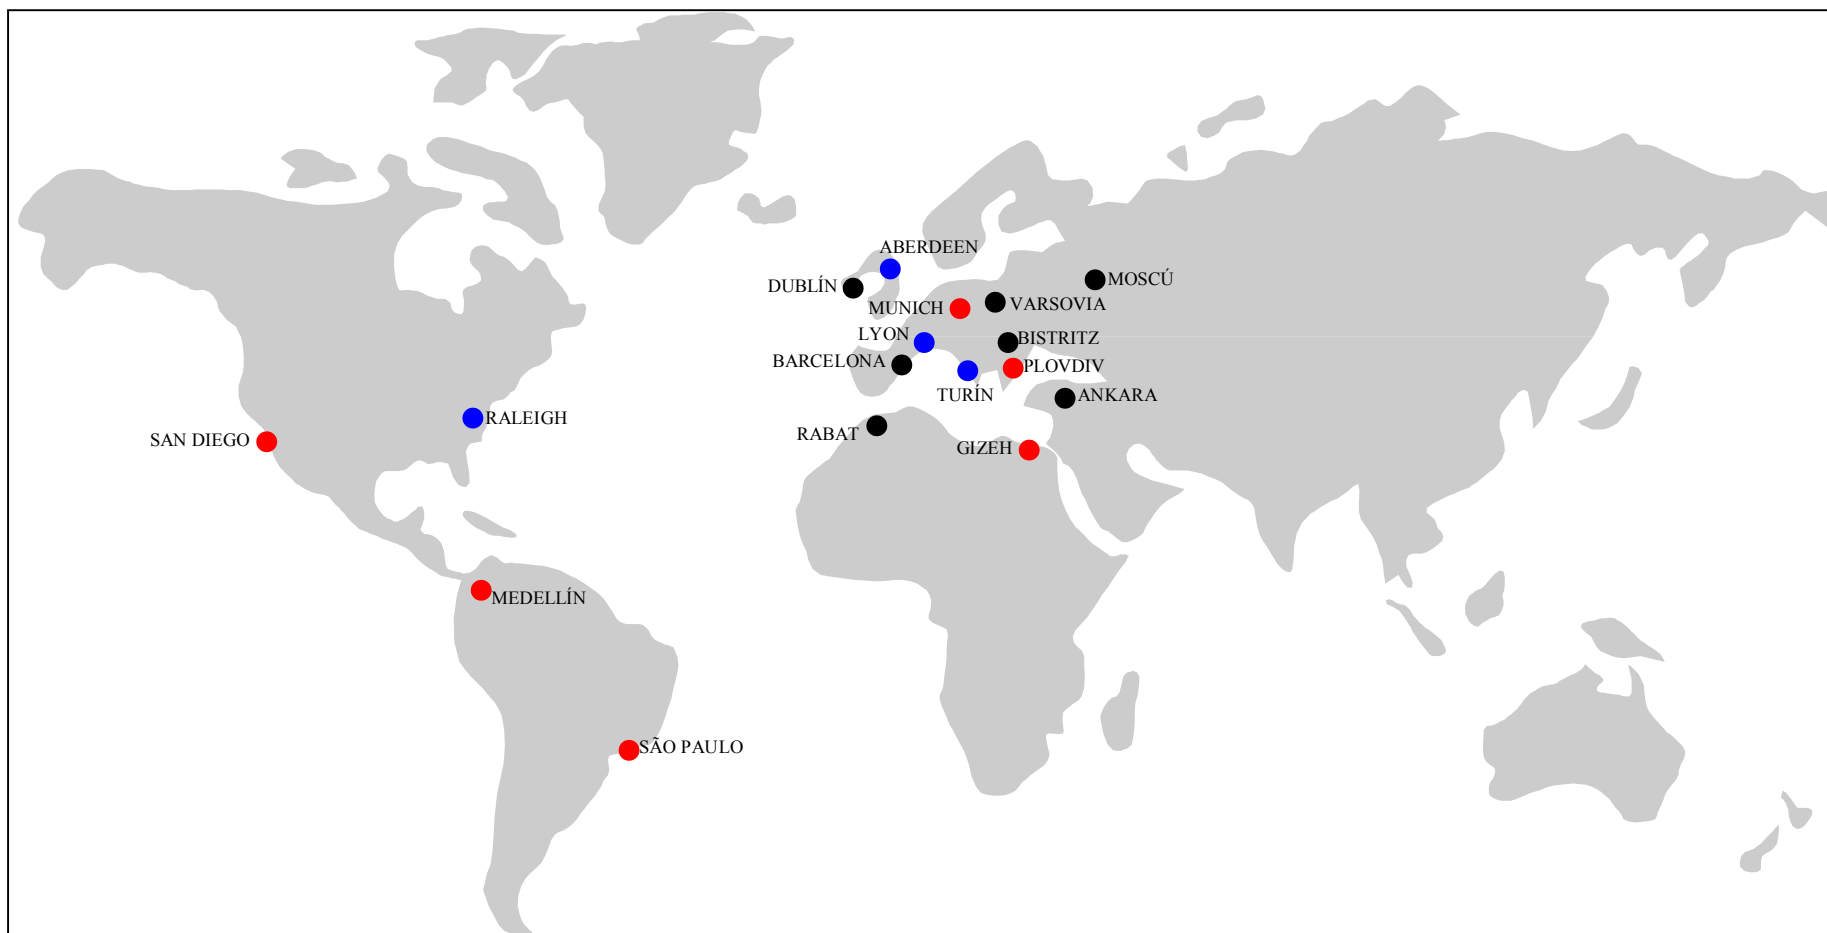 ABERDEEN
DUBLÍN
MOSCÚ
MUNICH
VARSOVIA
LYON
BISTRITZ
BARCELONA
PLOVDIV
TURÍN
ANKARA
RALEIGH
SAN DIEGO
RABAT
GIZEH
MEDELLÍN
SÃO PAULO